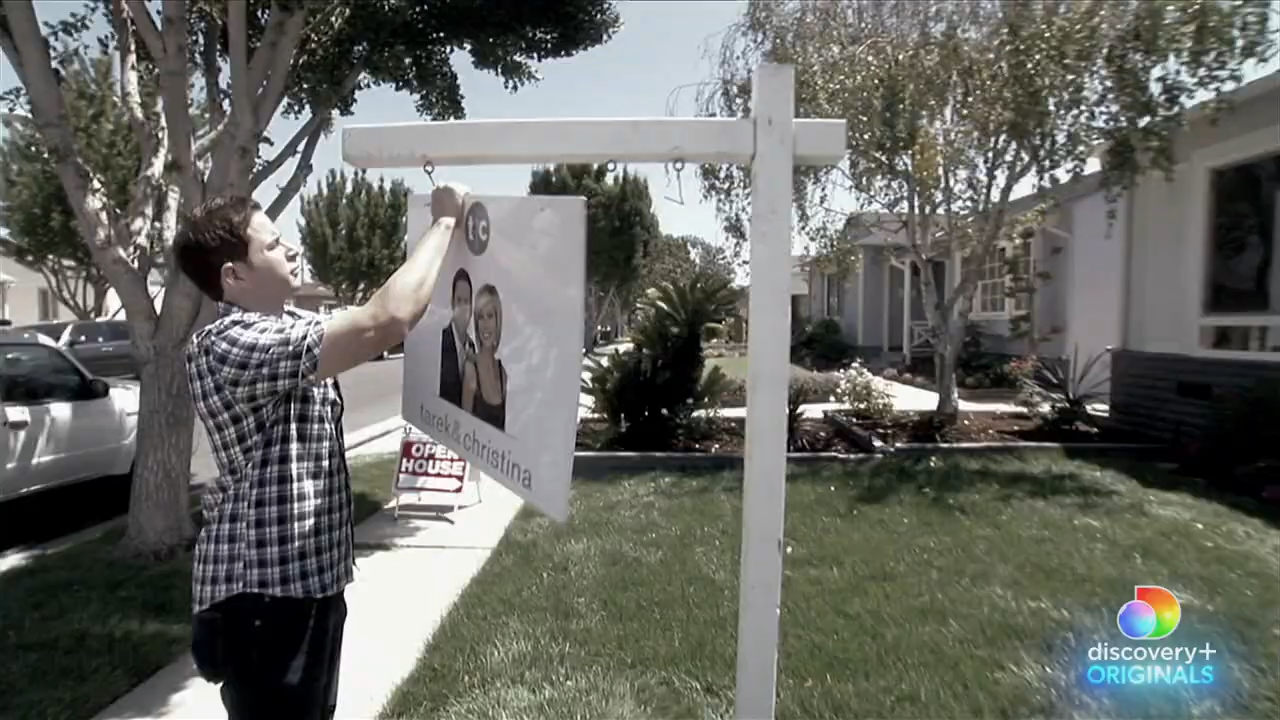 t c
tarek & christina
OPEN
HOUSE
discovery+
ORIGINALS